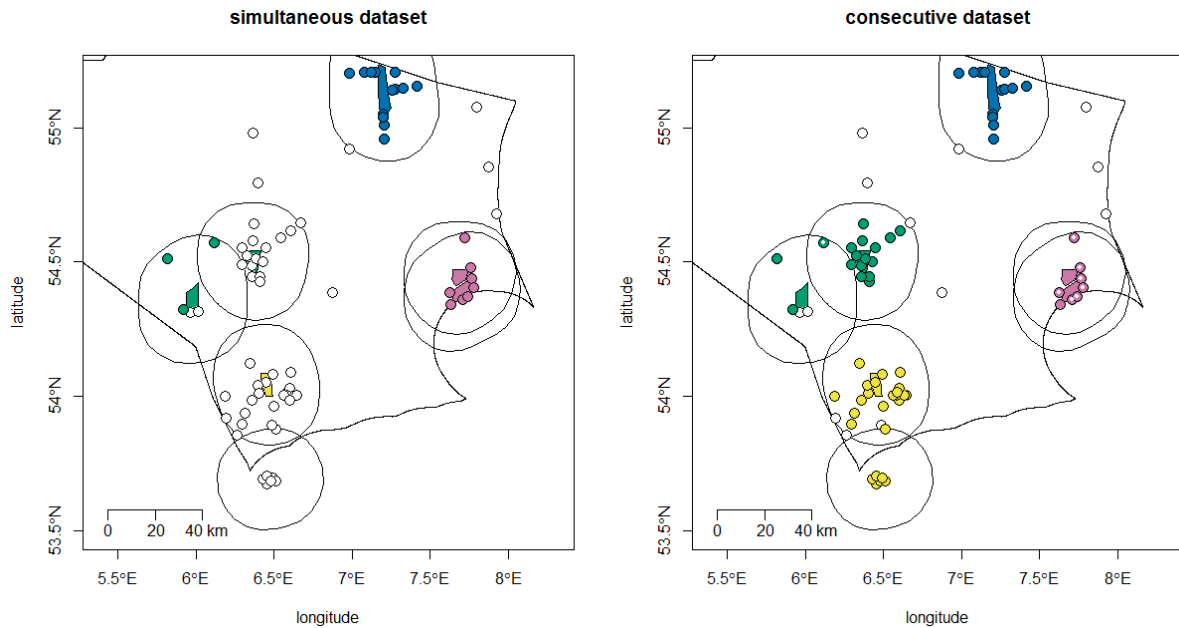 simultaneous dataset
consecutive dataset
latitude
55°N
54.5°N
54°N
53.5°N
0 20 40 km
5.5°E 6°E 6.5°E 7°E 7.5°E 8°E
longitude
latitude
55°N
54.5°N
54°N
53.5°N
0 20 40 km
5.5°E 6°E 6.5°E 7°E 7.5°E 8°E
longitude